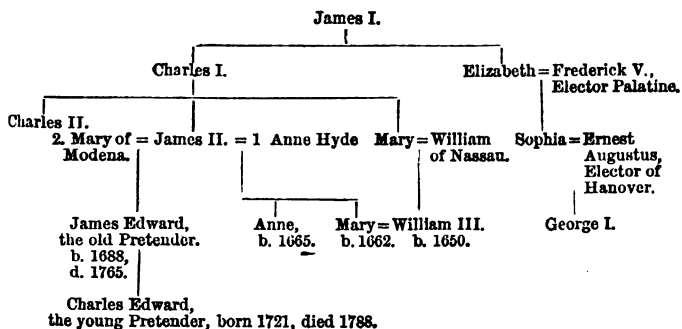 James I.
Charles I. Elizabeth = Frederick V.,
Elector Palatine.
Charles II.
2. Mary of = James II. = 1 Anne Hyde Mary = William Sophia = Ernest
Modena. of Nassau. Augustus,
Elector of
Hanover.
James Edward, Anne, Mary = William III. George I.
the old Pretender. b. 1665. b. 1662. b. 1650.
b. 1688,
d. 1765.
Charles Edward,
the young Pretender, born 1721, died 1788.